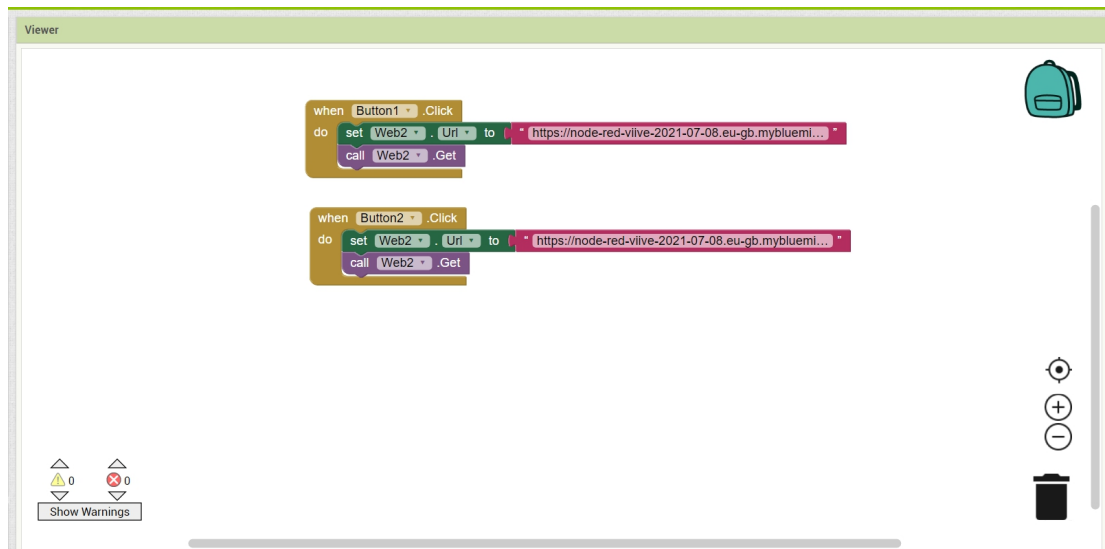 Viewer
when Button1 .Click
do set Web2 . Url to " https://node-red-viive-2021-07-08.eu-gb.mybluemi... "
call Web2 .Get
when Button2 .Click
do set Web2 . Url to " https://node-red-viive-2021-07-08.eu-gb.mybluemi... "
call Web2 .Get
0 0
Show Warnings